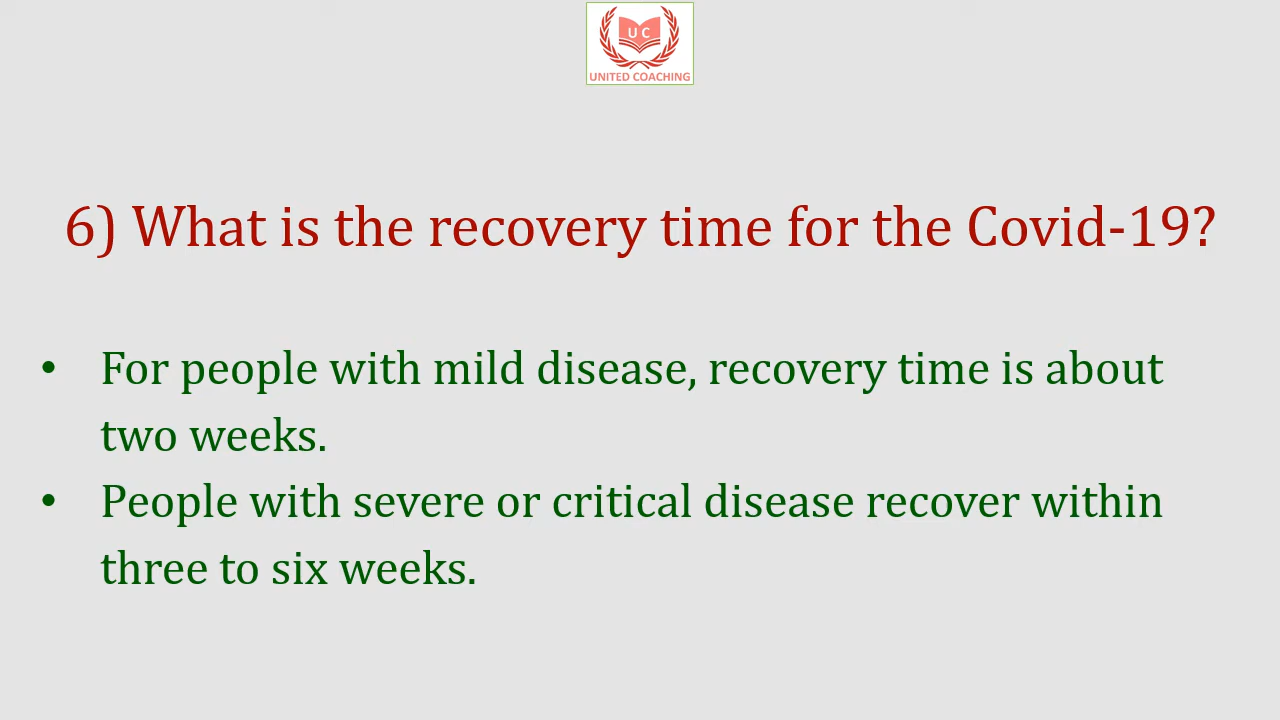 U C
UNITED COACHING
6) What is the recovery time for the Covid-19?
• For people with mild disease, recovery time is about
two weeks.
• People with severe or critical disease recover within
three to six weeks.